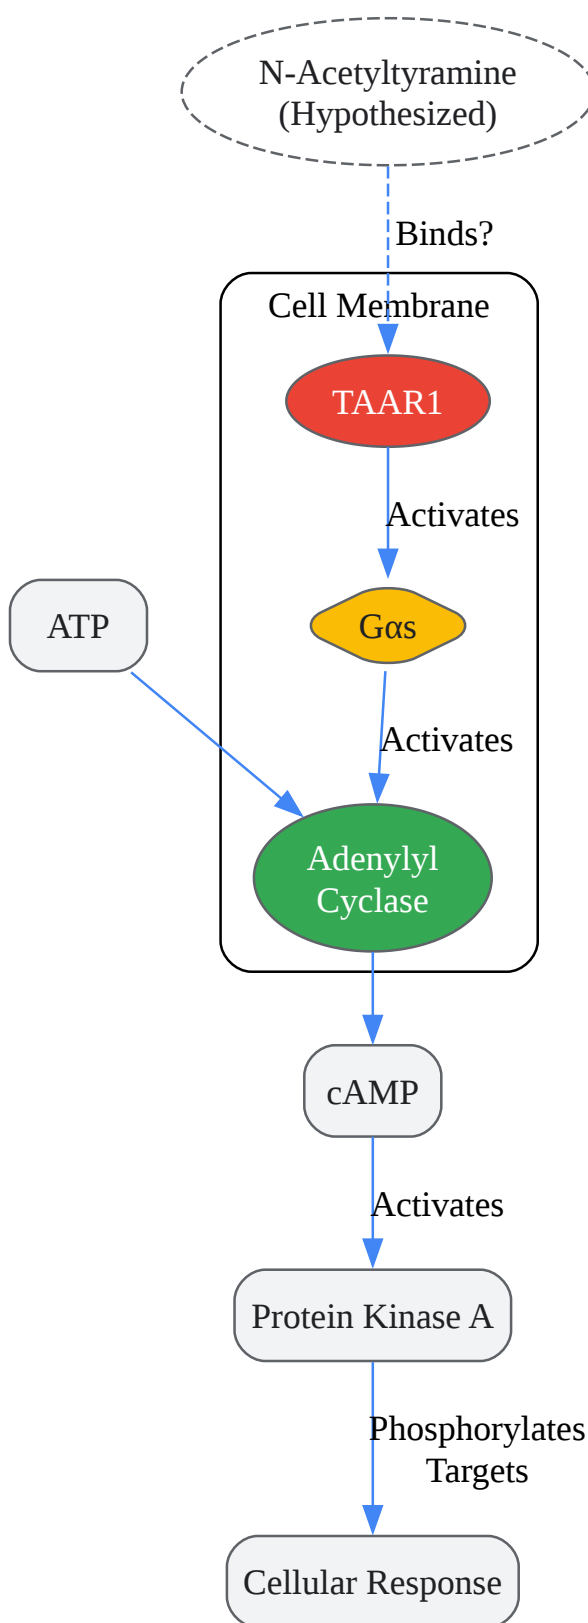 N-Acetyltyramine
(Hypothesized)
Binds?
Cell Membrane
TAAR1
Activates
ATP
Gαs
Activates
Adenylyl
Cyclase
cAMP
Activates
Protein Kinase A
Phosphorylates
Targets
Cellular Response